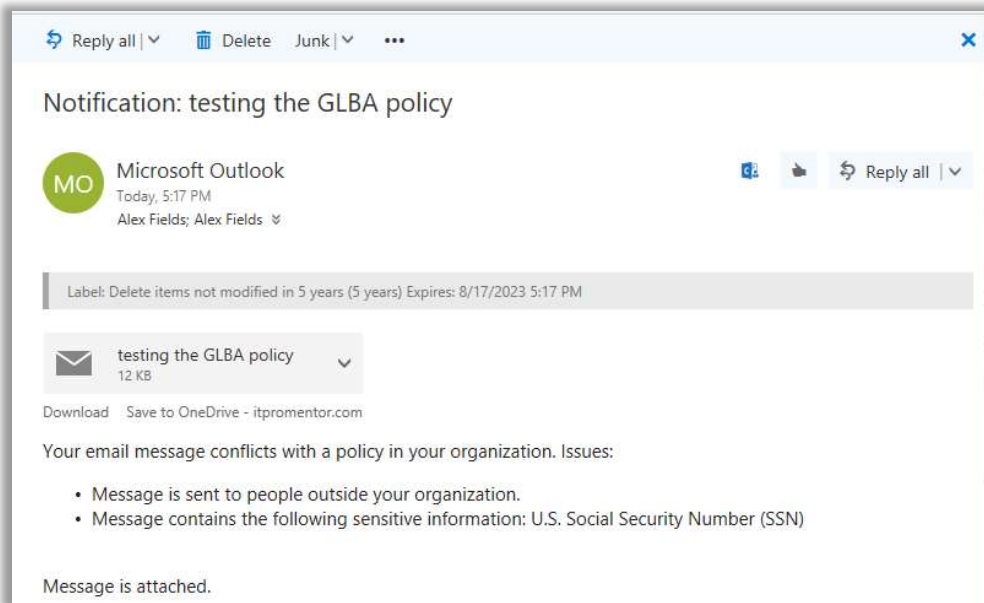 Reply all | Delete Junk | •••
Notification: testing the GLBA policy
MO
Microsoft Outlook
Today, 5:17 PM
Alex Fields; Alex Fields
Reply all |
Label: Delete items not modified in 5 years (5 years) Expires: 8/17/2023 5:17 PM
testing the GLBA policy
12 KB
Download Save to OneDrive - itpromentor.com
Your email message conflicts with a policy in your organization. Issues:
• Message is sent to people outside your organization.
• Message contains the following sensitive information: U.S. Social Security Number (SSN)
Message is attached.